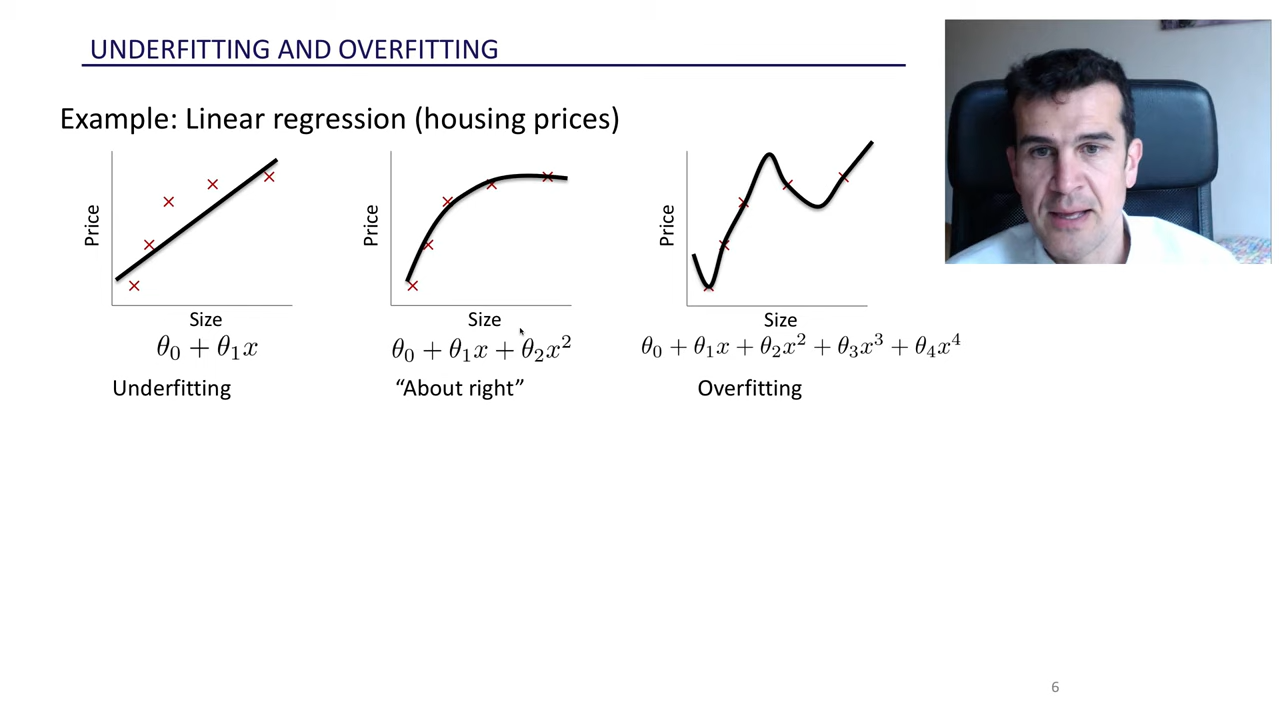 UNDERFITTING AND OVERFITTING
Example: Linear regression (housing prices)
Price
Size
θ₀ + θ₁x
Underfitting
Price
Size
θ₀ + θ₁x + θ₂x²
“About right”
Price
Size
θ₀ + θ₁x + θ₂x² + θ₃x³ + θ₄x⁴
Overfitting
6